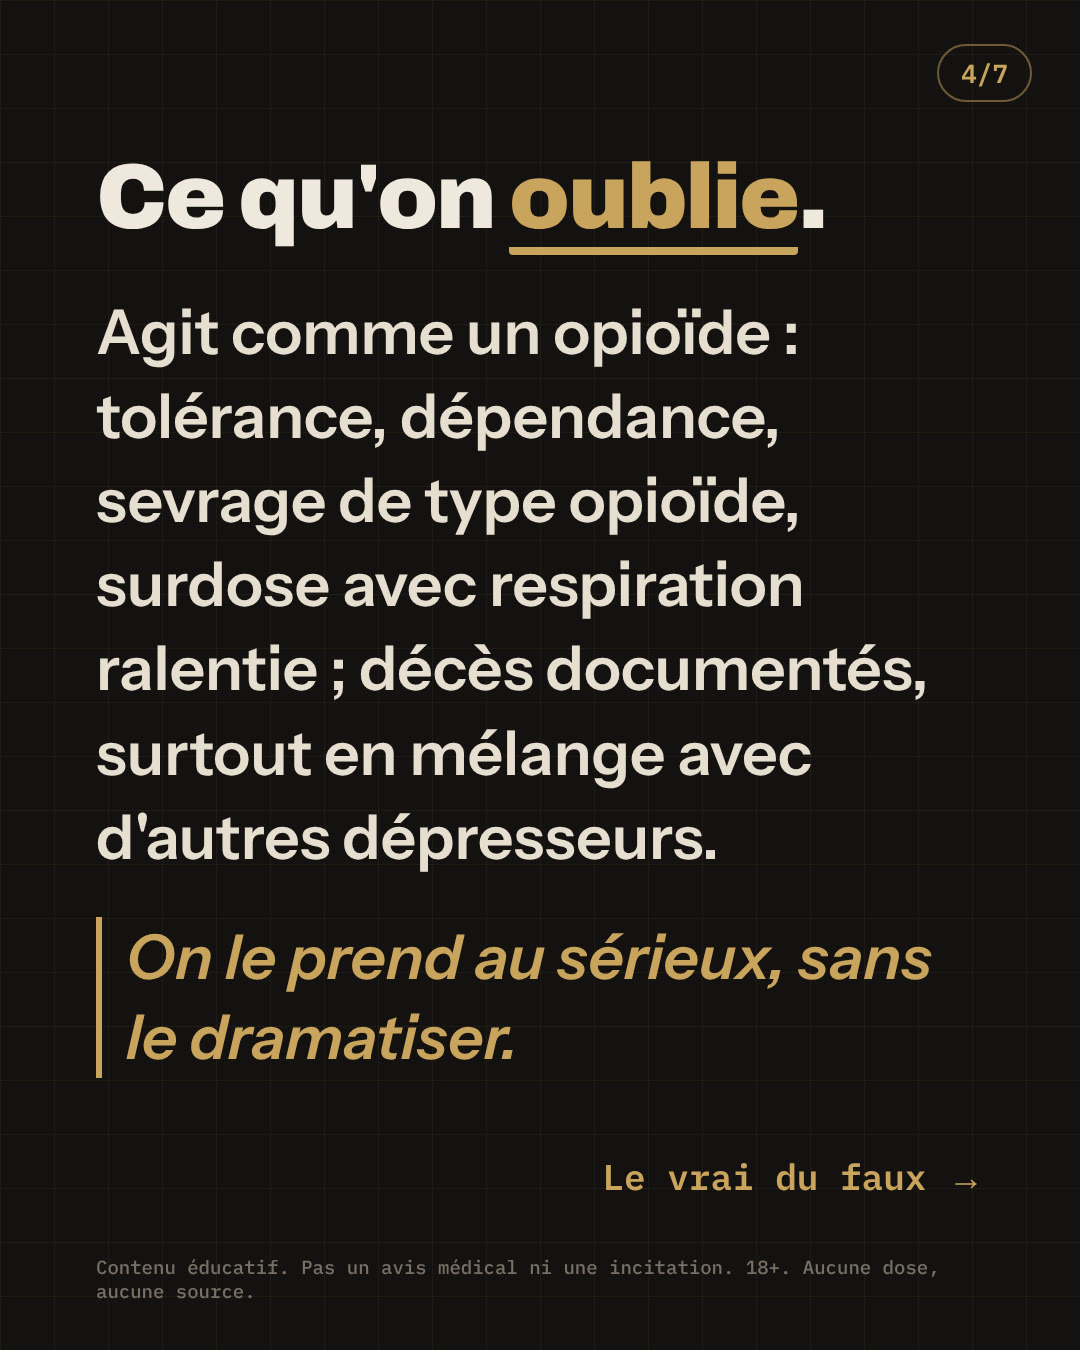 4/7
Ce qu'on oublie.
Agit comme un opioïde :
tolérance, dépendance,
sevrage de type opioïde,
surdose avec respiration
ralentie ; décès documentés,
surtout en mélange avec
d'autres dépresseurs.
On le prend au sérieux, sans
le dramatiser.
Le vrai du faux →
Contenu éducatif. Pas un avis médical ni une incitation. 18+. Aucune dose,
aucune source.